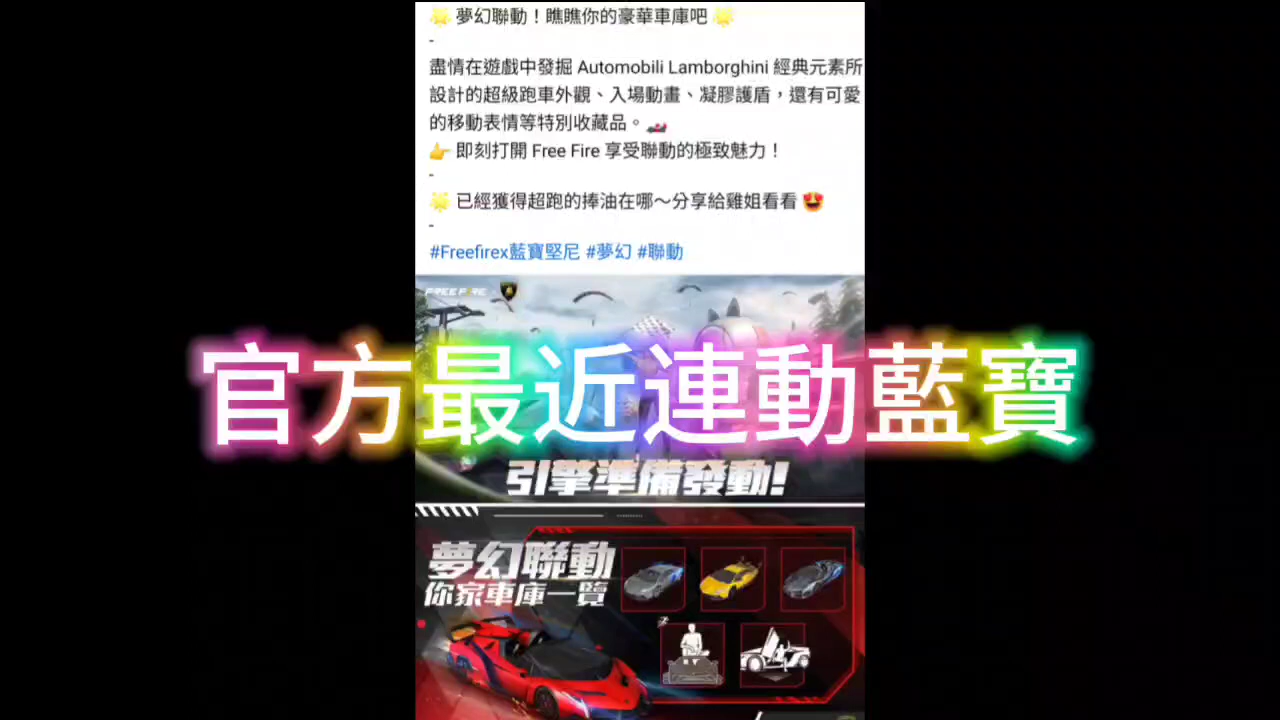 🌟 夢幻聯動！瞧瞧你的豪華車庫吧 🌟
-
盡情在遊戲中發掘 Automobili Lamborghini 經典元素所
設計的超級跑車外觀、入場動畫、凝膠護盾，還有可愛
的移動表情等特別收藏品。🏎️
👉 即刻打開 Free Fire 享受聯動的極致魅力！
-
🌟 已經獲得超跑的捧油在哪～分享給雞姐看看 😍
-
#Freefirex藍寶堅尼 #夢幻 #聯動
FREE FIRE
官方最近連動藍寶
引擎準備發動!
夢幻聯動
你家車庫一覽